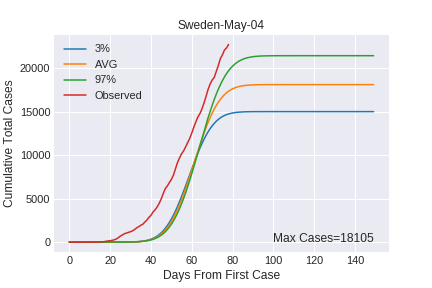 Sweden-May-04
3%
AVG
97%
Observed
Cumulative Total Cases
20000
15000
10000
5000
0
Max Cases=18105
0 20 40 60 80 100 120 140
Days From First Case